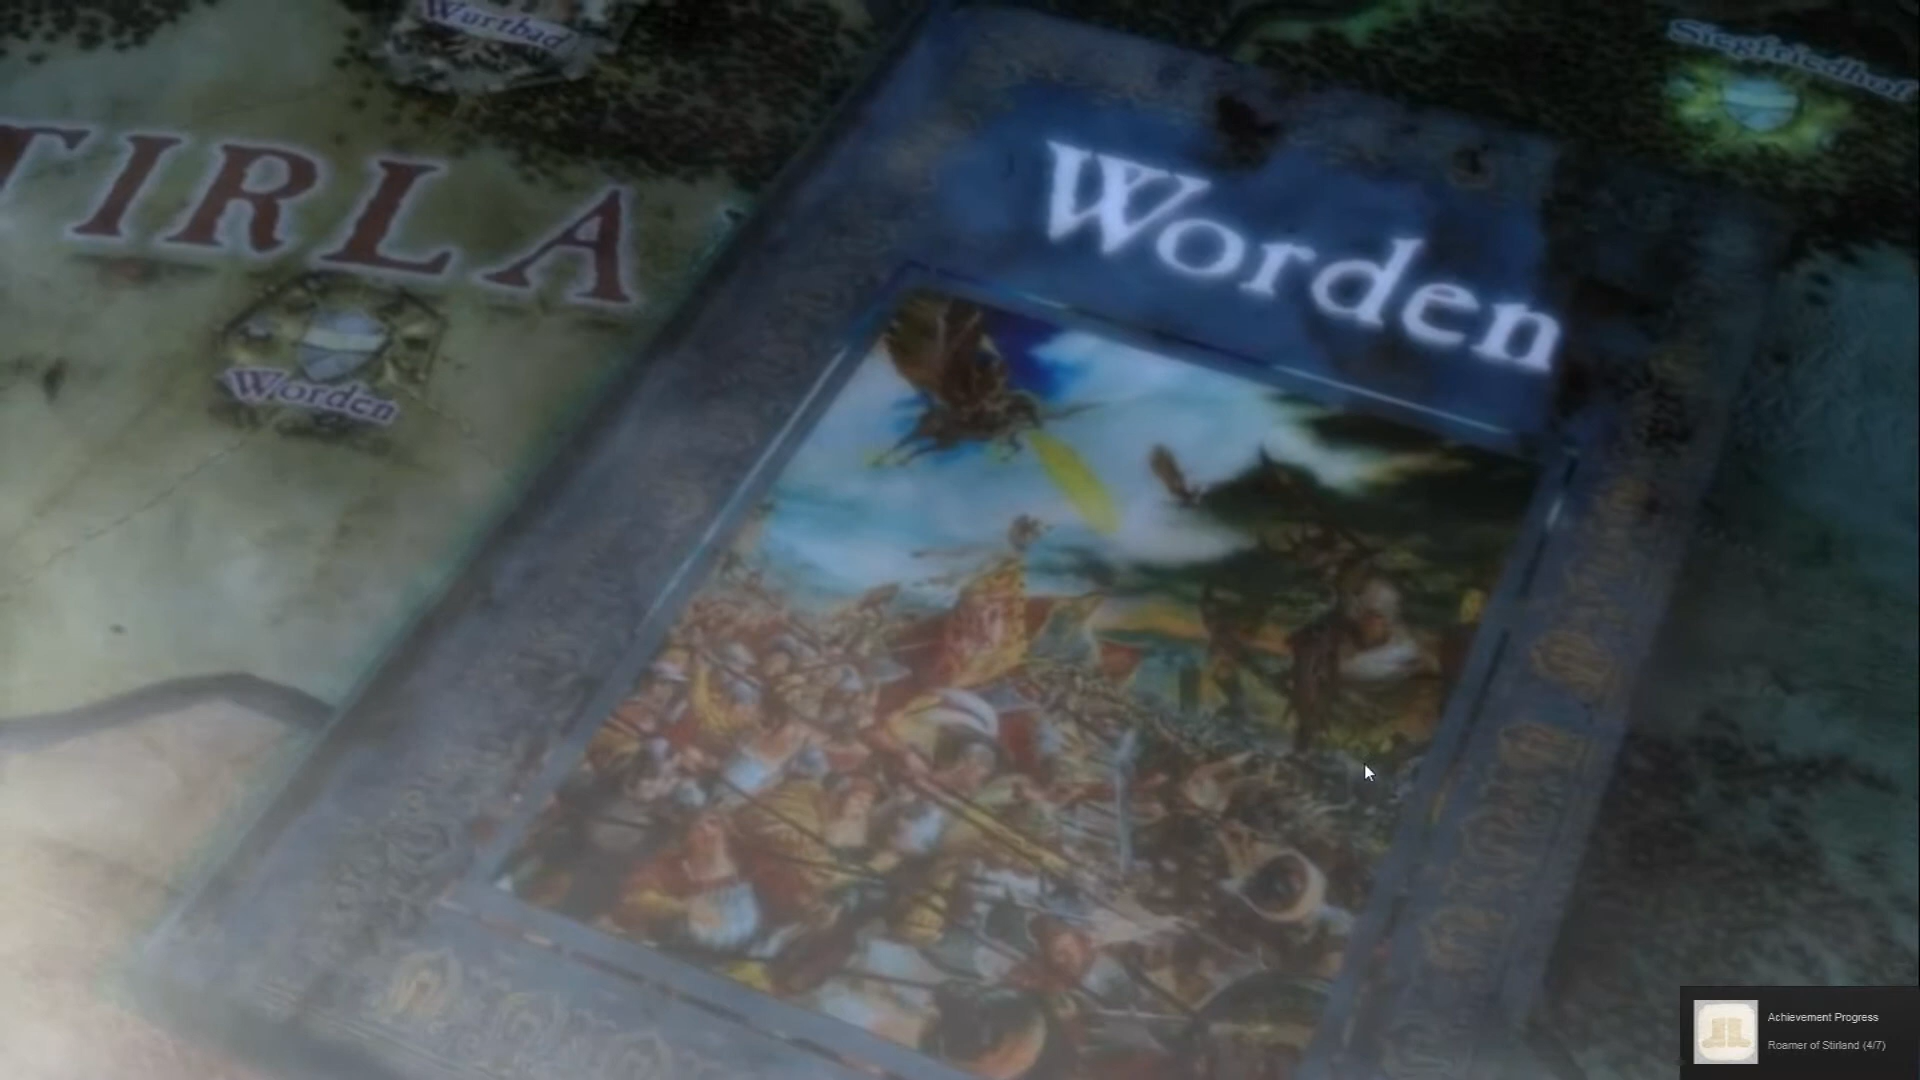 Wurtbad
Siegfriedhof
TIRLA
Worden
Worden
Achievement Progress
Roamer of Stirland (4/7)